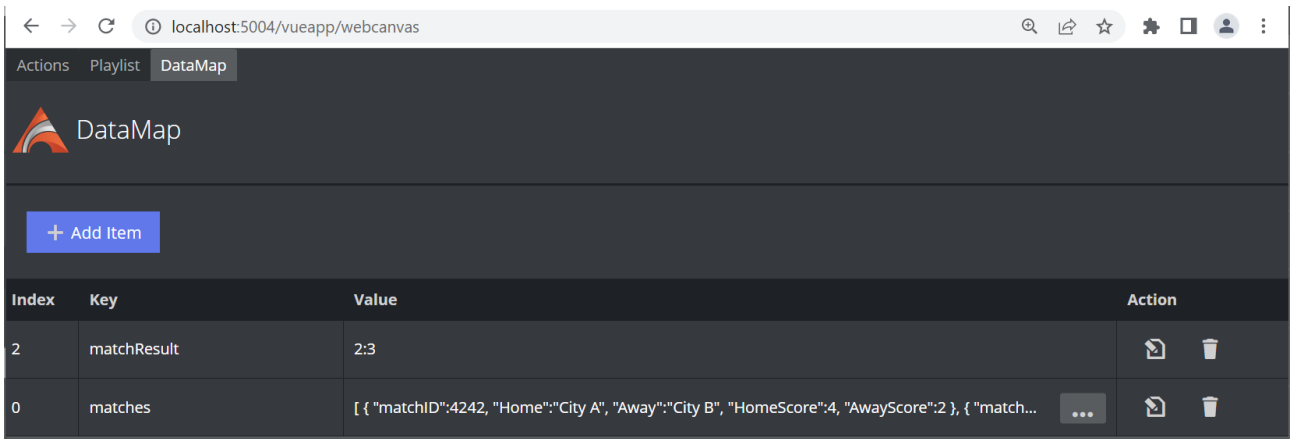 localhost:5004/vueapp/webcanvas
Actions Playlist DataMap
DataMap
+ Add Item
Index Key Value Action
2 matchResult 2:3
0 matches [ { "matchID":4242, "Home":"City A", "Away":"City B", "HomeScore":4, "AwayScore":2 }, { "match... ...